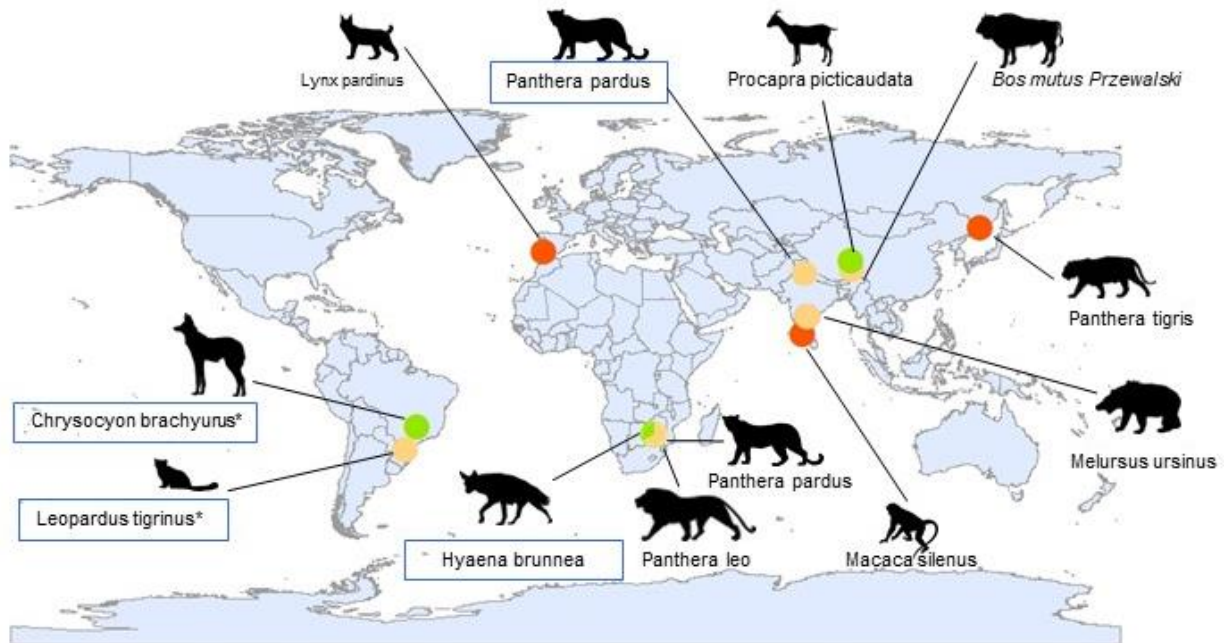 Lynx pardinus
Panthera pardus
Procapra picticaudata
Bos mutus Przewalski
Panthera tigris
Chrysocyon brachyurus*
Melursus ursinus
Panthera pardus
Leopardus tigrinus*
Hyaena brunnea
Panthera leo
Macaca silenus